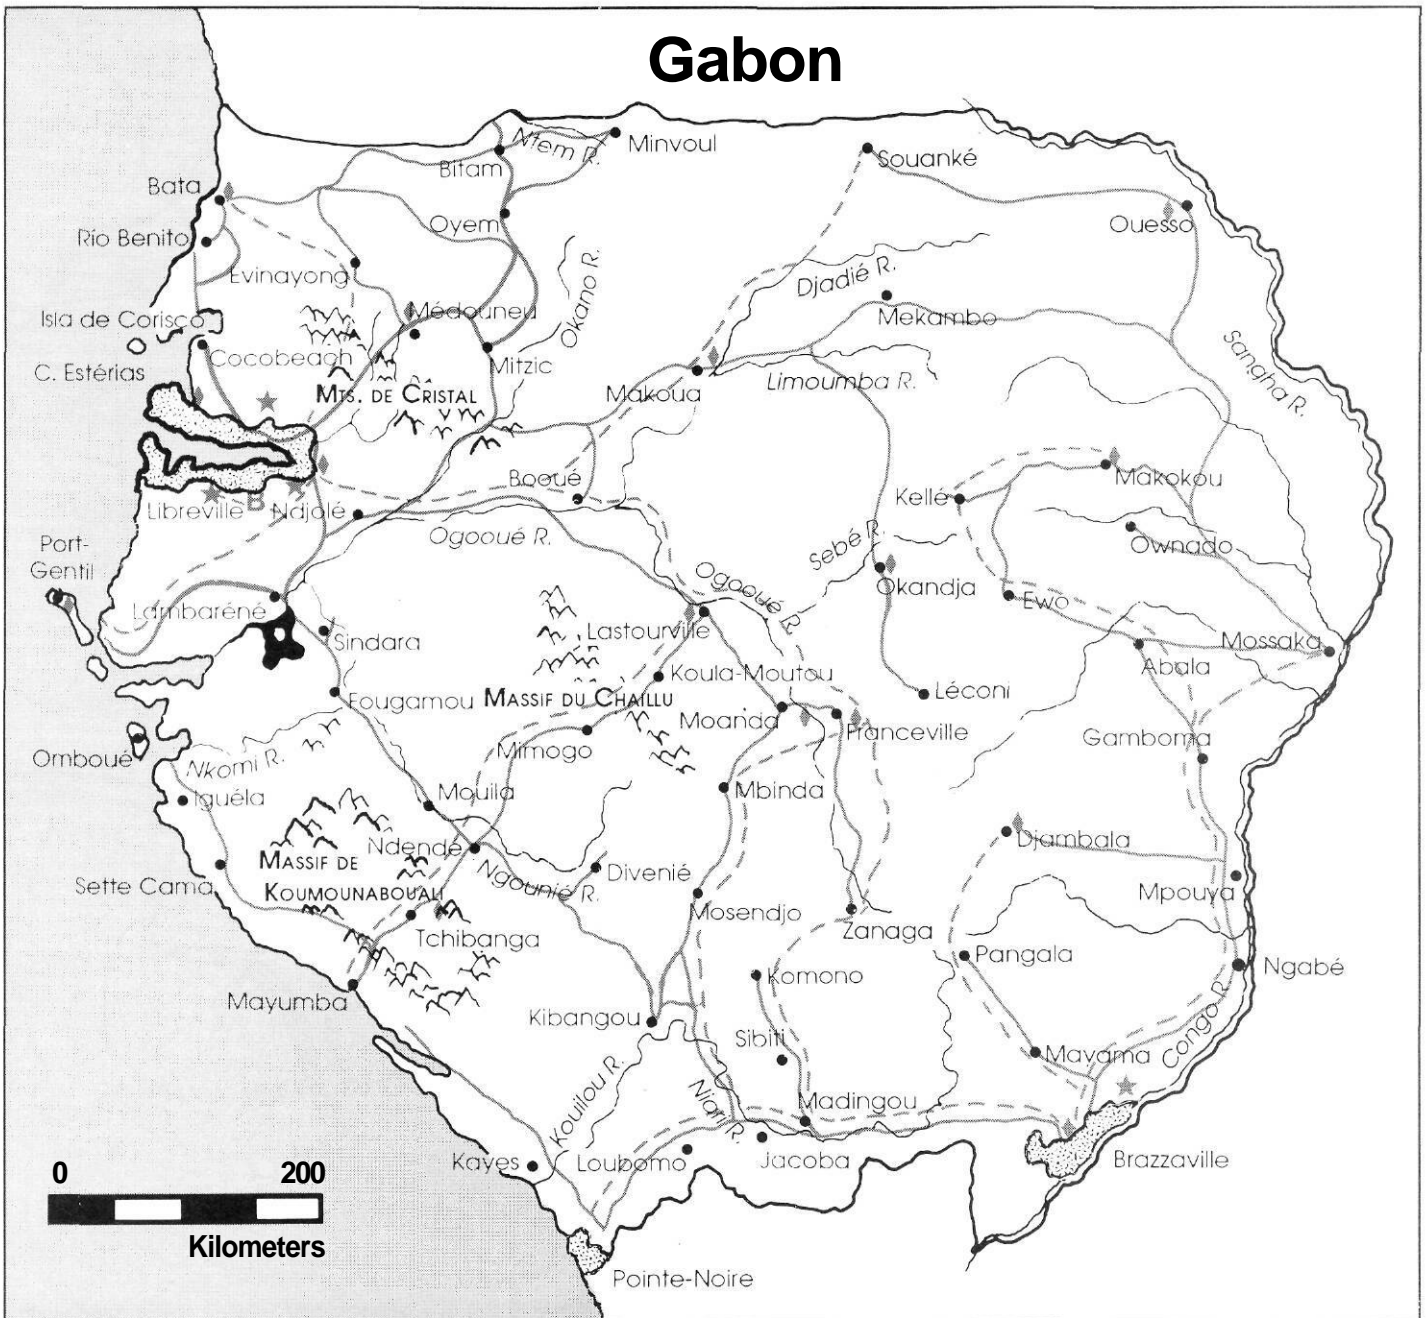 Gabon
Ntem R.
Minvoul
Bitam
Souanké
Bata
Oyem
Ouesso
Río Benito
Evinayong
Okano R.
Djadié R.
Médouneu
Mekambo
Isla de Corisco
Cocobeach
Mitzic
Sangha R.
C. Estérias
Mts. de Cristal
Makoua
Limoumba R.
Booué
Makokou
Kellé
Libreville
B
Ndjolé
Ogooué R.
Ownado
Port-
Gentil
Sebé R.
Ogooué R.
Okandja
Ewo
Lambaréné
Lastourville
Sindara
Mossaka
Abala
Koula-Moutou
Léconi
Fougamou
Massif du Chaillu
Moanda
Franceville
Mimogo
Gamboma
Omboué
Nkomi R.
Iguéla
Mouila
Mbinda
Ndendé
Djambala
Massif de
Koumounabouali
Sette Cama
Ngounié R.
Divenié
Mpouya
Mosendjo
Zanaga
Tchibanga
Pangala
Ngabé
Komono
Mayumba
Kibangou
Sibiti
Mayama
Congo R.
Kouilou R.
Niari R.
Madingou
Kayes
Loubomo
Jacoba
Brazzaville
0 200
Kilometers
Pointe-Noire